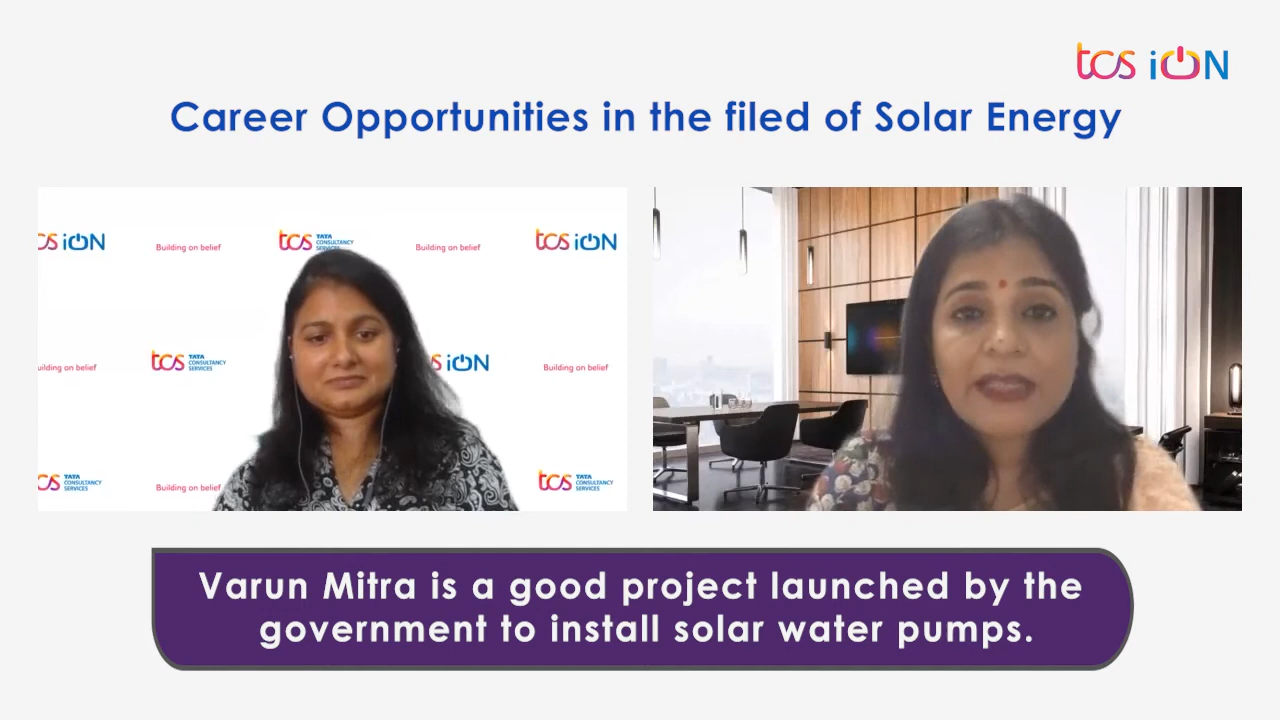 tcs iON
Career Opportunities in the filed of Solar Energy
OS iON
Building on belief
tcs TATA CONSULTANCY SERVICES
Building on belief
tcs iON
uilding on belief
tcs TATA CONSULTANCY SERVICES
S iON
Building on belief
CS TATA CONSULTANCY SERVICES
Building on belief
tcs TATA CONSULTANCY SERVICES
Varun Mitra is a good project launched by the
government to install solar water pumps.